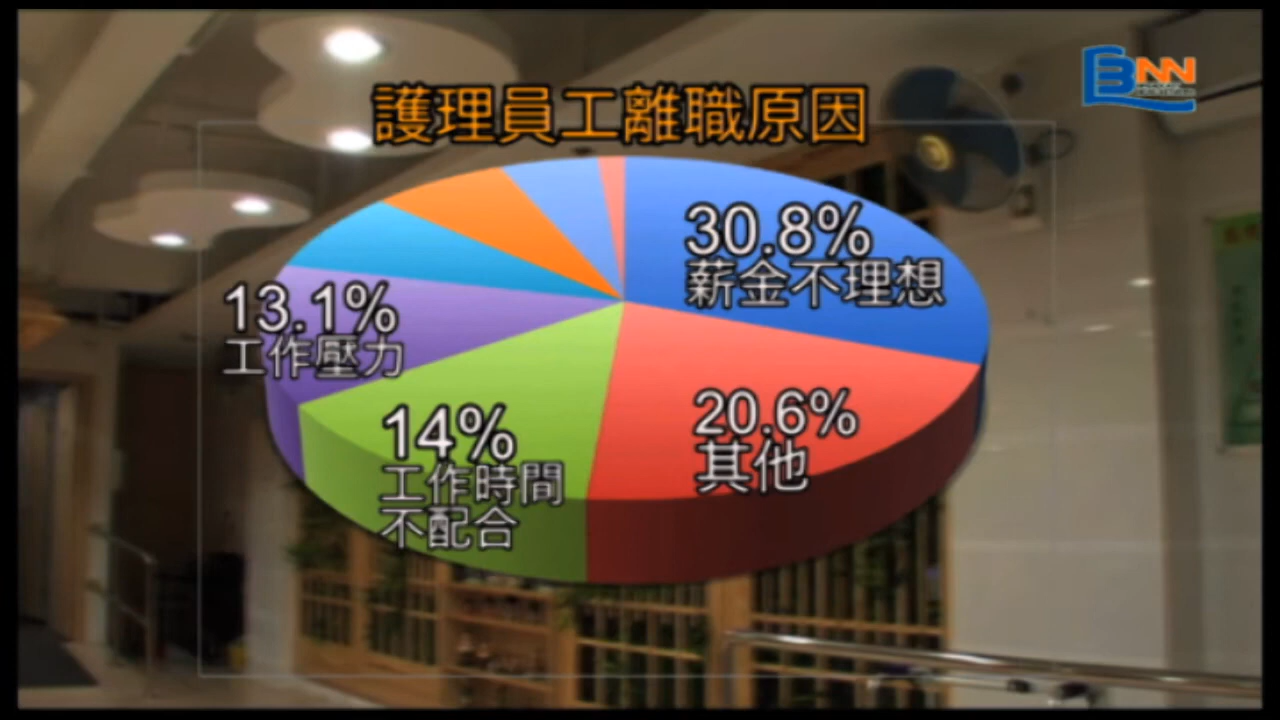 BNN
護理員工離職原因
30.8%
薪金不理想
13.1%
工作壓力
20.6%
其他
14%
工作時間
不配合